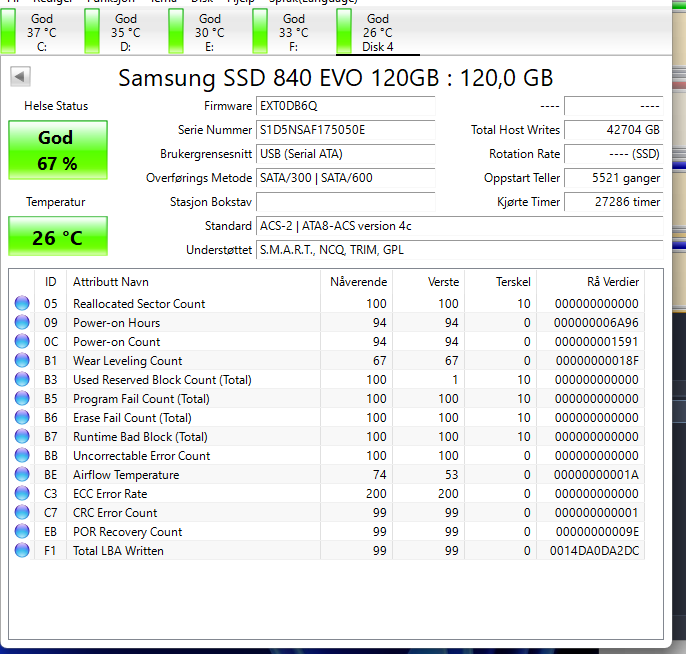 God God God God God
37 °C 35 °C 30 °C 33 °C 26 °C
C: D: E: F: Disk 4
Samsung SSD 840 EVO 120GB : 120,0 GB
Helse Status
God
67 %
Temperatur
26 °C
Firmware EXT0DB6Q ---- ----
Serie Nummer S1D5NSAF175050E Total Host Writes 42704 GB
Brukergrensesnitt USB (Serial ATA) Rotation Rate ---- (SSD)
Overførings Metode SATA/300 | SATA/600 Oppstart Teller 5521 ganger
Stasjon Bokstav Kjørte Timer 27286 timer
Standard ACS-2 | ATA8-ACS version 4c
Understøttet S.M.A.R.T., NCQ, TRIM, GPL
ID Attributt Navn Nåverende Verste Terskel Rå Verdier
05 Reallocated Sector Count 100 100 10 000000000000
09 Power-on Hours 94 94 0 000000006A96
0C Power-on Count 94 94 0 000000001591
B1 Wear Leveling Count 67 67 0 00000000018F
B3 Used Reserved Block Count (Total) 100 1 10 000000000000
B5 Program Fail Count (Total) 100 100 10 000000000000
B6 Erase Fail Count (Total) 100 100 10 000000000000
B7 Runtime Bad Block (Total) 100 100 10 000000000000
BB Uncorrectable Error Count 100 100 0 000000000000
BE Airflow Temperature 74 53 0 00000000001A
C3 ECC Error Rate 200 200 0 000000000000
C7 CRC Error Count 99 99 0 000000000001
EB POR Recovery Count 99 99 0 00000000009E
F1 Total LBA Written 99 99 0 0014DA0DA2DC